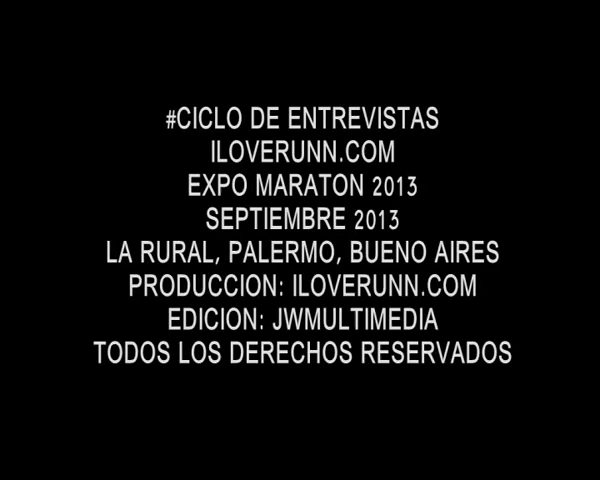 #CICLO DE ENTREVISTAS
ILOVERUNN.COM
EXPO MARATON 2013
SEPTIEMBRE 2013
LA RURAL, PALERMO, BUENO AIRES
PRODUCCION: ILOVERUNN.COM
EDICION: JWMULTIMEDIA
TODOS LOS DERECHOS RESERVADOS